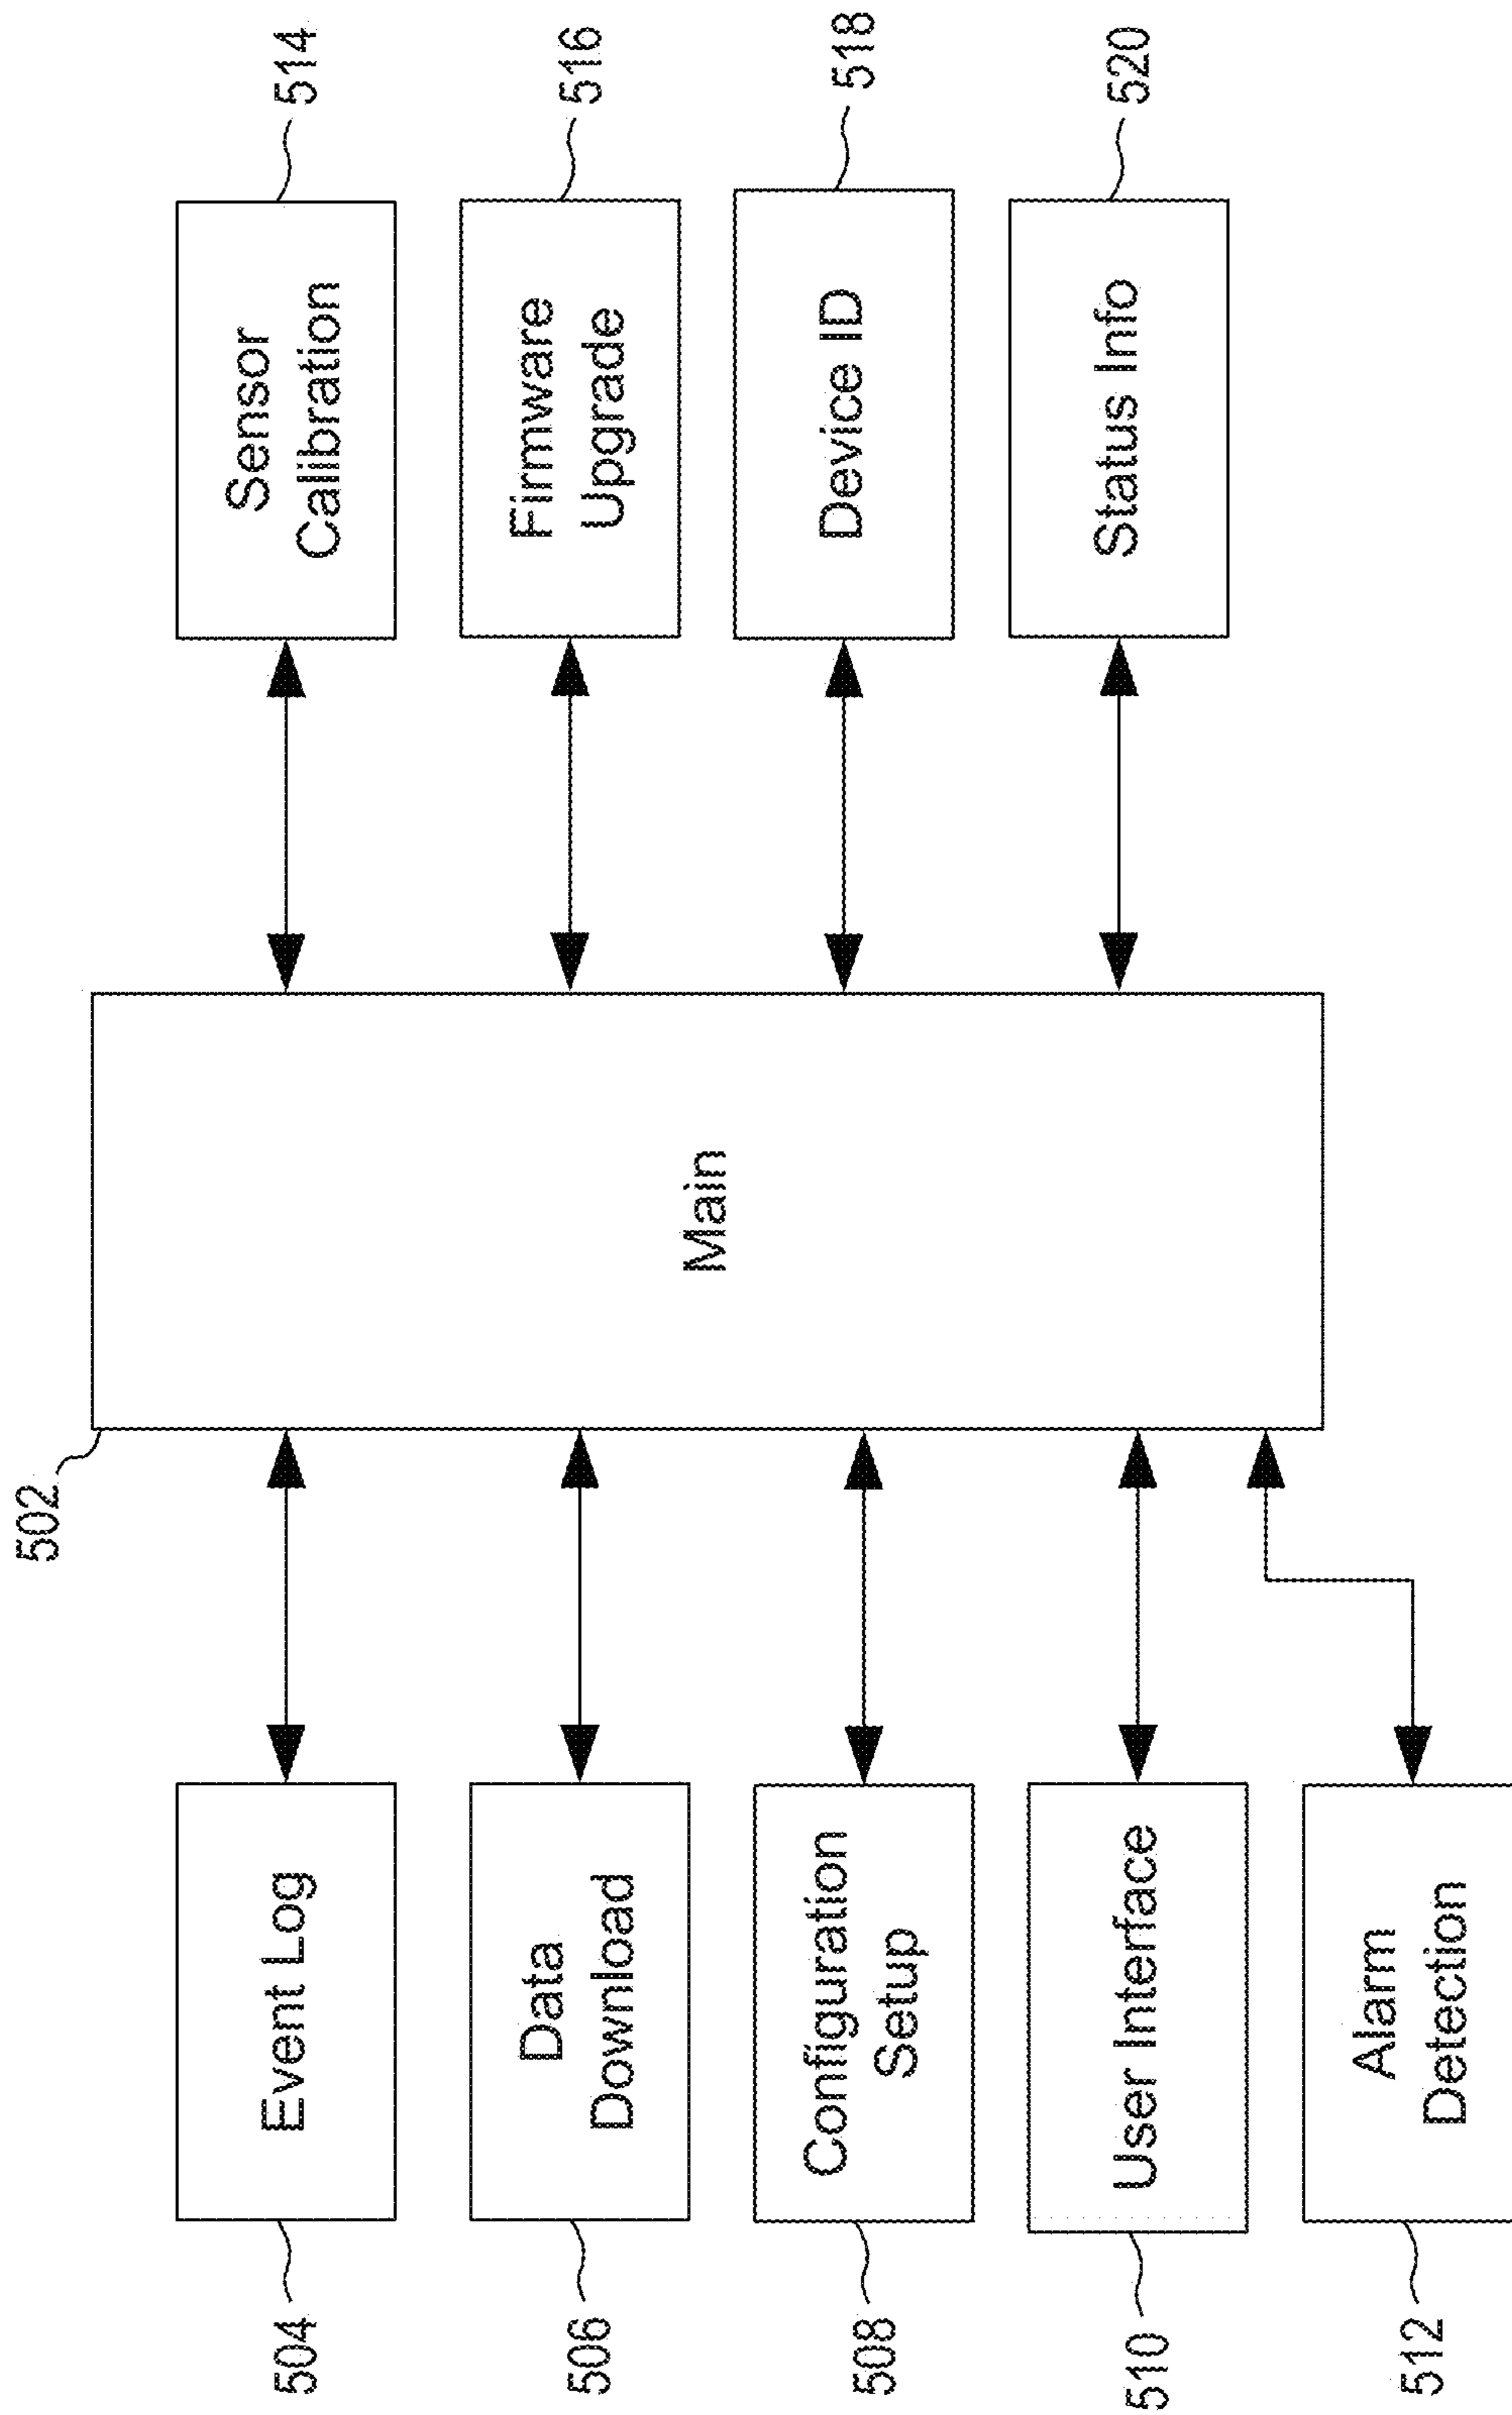 502
504
Event Log
506
Data
Download
508
Configuration
Setup
510
User Interface
512
Alarm
Detection
Main
Sensor
Calibration
514
Firmware
Upgrade
516
Device ID
518
Status Info
520